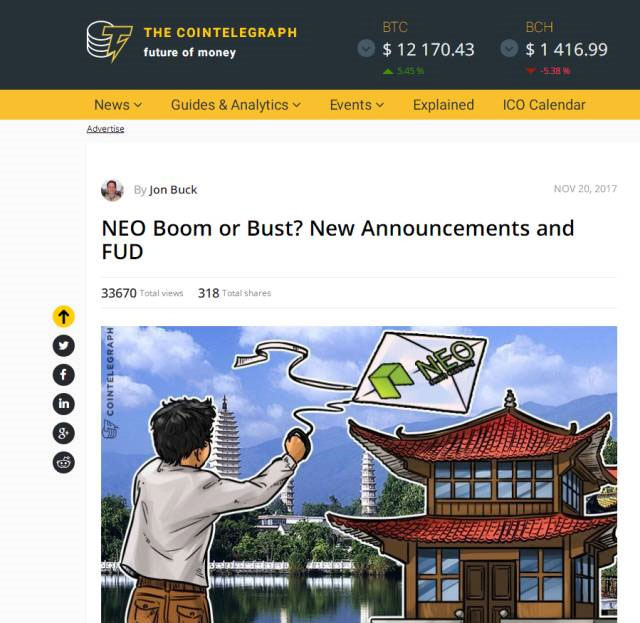 THE COINTELEGRAPH
future of money
BTC
$ 12 170.43
5.45 %
BCH
$ 1 416.99
-5.38 %
News
Guides & Analytics
Events
Explained
ICO Calendar
Advertise
By Jon Buck
NOV 20, 2017
NEO Boom or Bust? New Announcements and
FUD
33670 Total views 318 Total shares
f
in
g+
COINTELEGRAPH
NEO